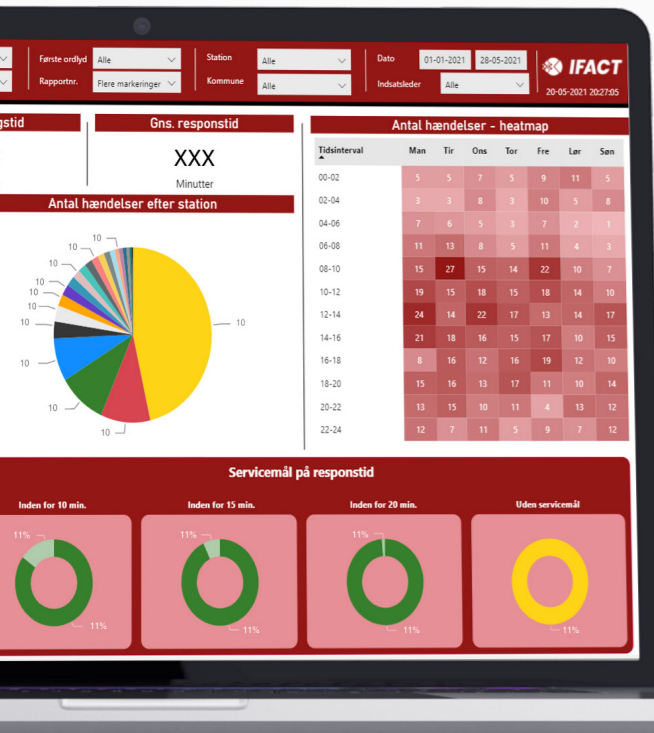 Første ordlyd Alle Station Alle Dato 01-01-2021 28-05-2021 IFACT
Rapportnr. Flere markeringer Kommune Alle Indsatsleder Alle 20-05-2021 20:27:05
gstid
Gns. responstid
XXX
Minutter
Antal hændelser efter station
10
10
10
10
10
10
10
10
10
10
10
Antal hændelser - heatmap
Tidsinterval Man Tir Ons Tor Fre Lør Søn
00-02 5 5 7 5 9 11 5
02-04 3 3 8 3 10 5 8
04-06 7 6 5 3 7 2 1
06-08 11 13 8 5 11 4 3
08-10 15 27 15 14 22 10 7
10-12 19 15 18 15 18 14 10
12-14 24 14 22 17 13 14 17
14-16 21 18 16 15 17 10 15
16-18 8 16 12 16 19 12 10
18-20 15 16 13 17 11 10 14
20-22 13 15 10 11 4 13 12
22-24 12 7 11 5 9 7 12
Servicemål på responstid
Inden for 10 min. Inden for 15 min. Inden for 20 min. Uden servicemål
11% 11% 11%
11% 11% 11% 11%